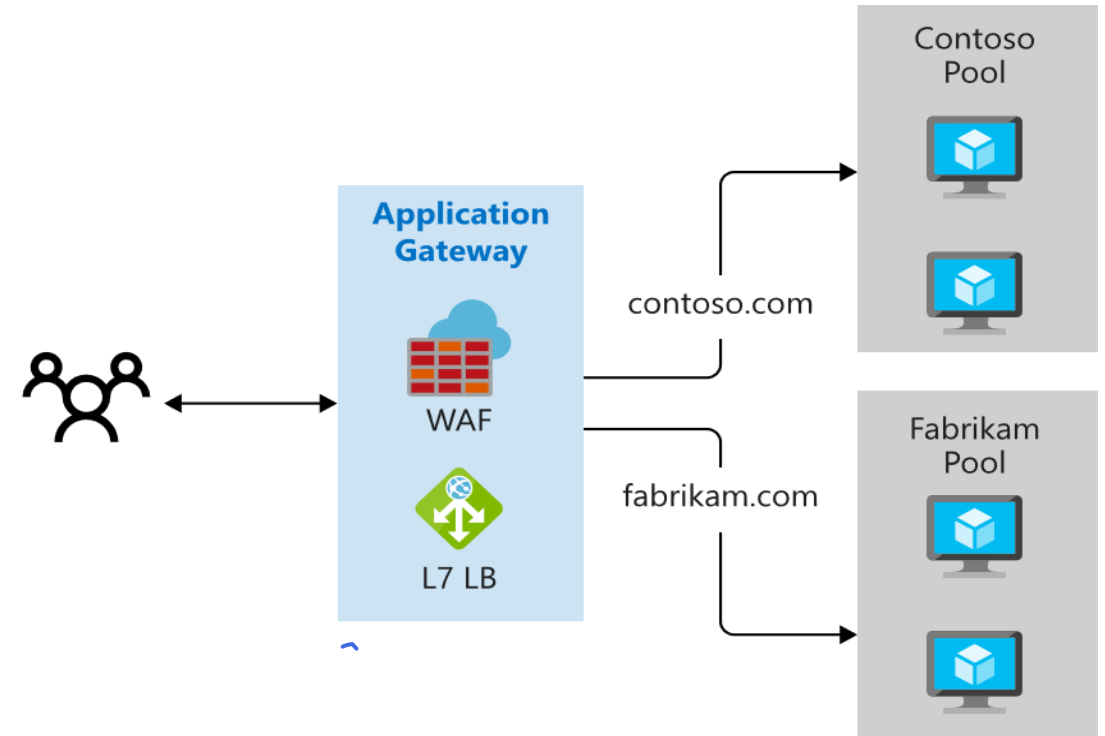 Contoso
Pool
Application
Gateway
contoso.com
WAF
Fabrikam
Pool
fabrikam.com
L7 LB